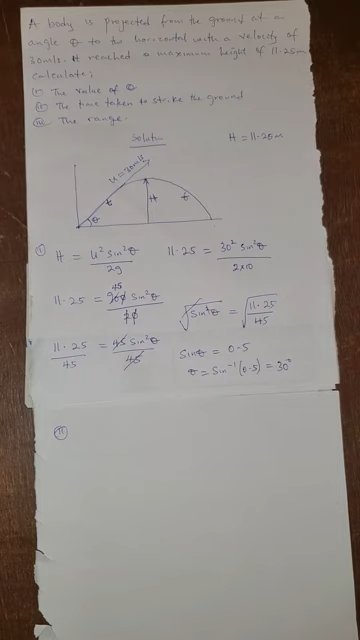 A body is projected from the ground at an
angle θ to the horizontal with a velocity of
30m/s. It reached a maximum height of 11.25m
Calculate;
(i) The value of θ
(ii) The time taken to strike the ground
(iii) The range.
Solution
H = 11.25m
u = 30m/s
t
H
t
θ
(i) H = u² sin²θ / 2g
11.25 = 30² sin²θ / 2×10
11.25 = 900 sin²θ / 20
45
√sin²θ = √11.25/45
11.25 / 45 = 45 sin²θ / 45
sinθ = 0.5
θ = sin⁻¹(0.5) = 30°
(ii)